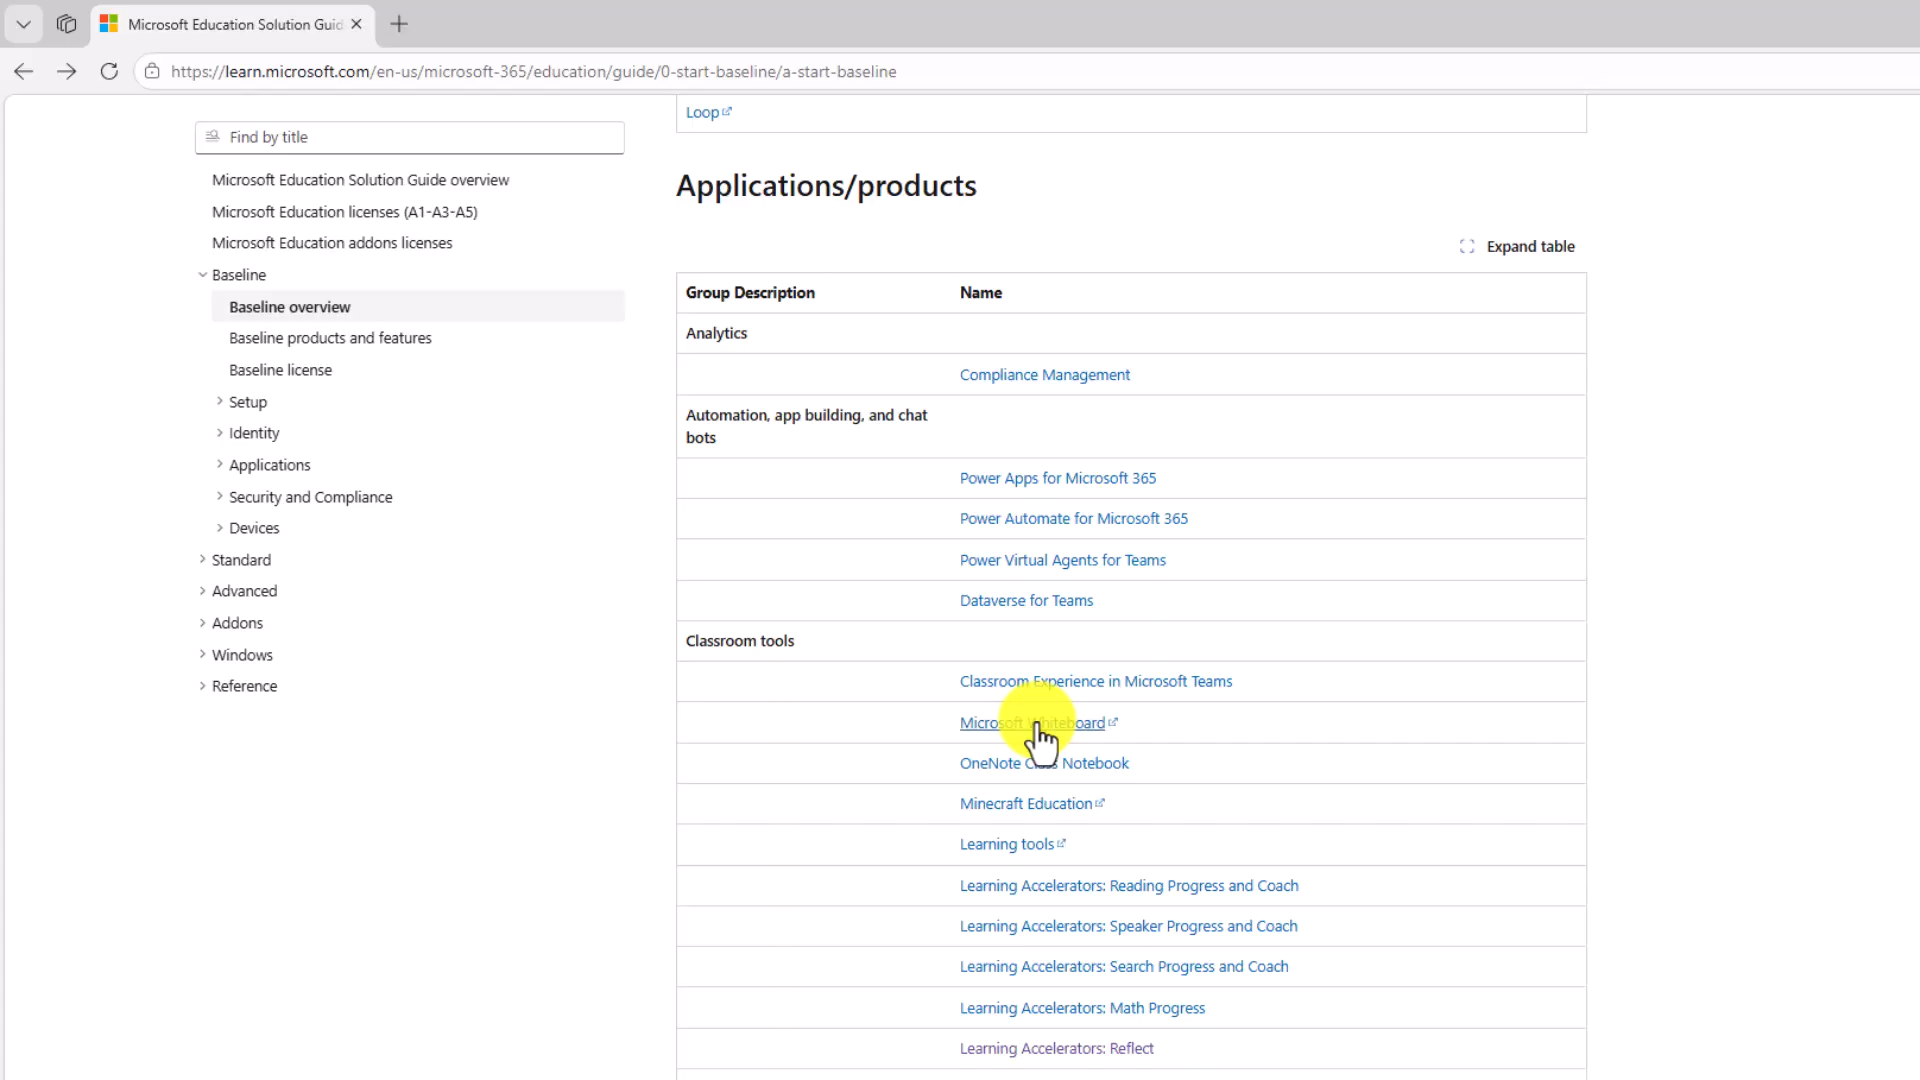 Microsoft Education Solution Guid
https://learn.microsoft.com/en-us/microsoft-365/education/guide/0-start-baseline/a-start-baseline
Find by title
Microsoft Education Solution Guide overview
Microsoft Education licenses (A1-A3-A5)
Microsoft Education addons licenses
Baseline
Baseline overview
Baseline products and features
Baseline license
Setup
Identity
Applications
Security and Compliance
Devices
Standard
Advanced
Addons
Windows
Reference
Loop
Applications/products
Expand table
Group Description Name
Analytics
Compliance Management
Automation, app building, and chat
bots
Power Apps for Microsoft 365
Power Automate for Microsoft 365
Power Virtual Agents for Teams
Dataverse for Teams
Classroom tools
Classroom Experience in Microsoft Teams
Microsoft Whiteboard
OneNote Class Notebook
Minecraft Education
Learning tools
Learning Accelerators: Reading Progress and Coach
Learning Accelerators: Speaker Progress and Coach
Learning Accelerators: Search Progress and Coach
Learning Accelerators: Math Progress
Learning Accelerators: Reflect